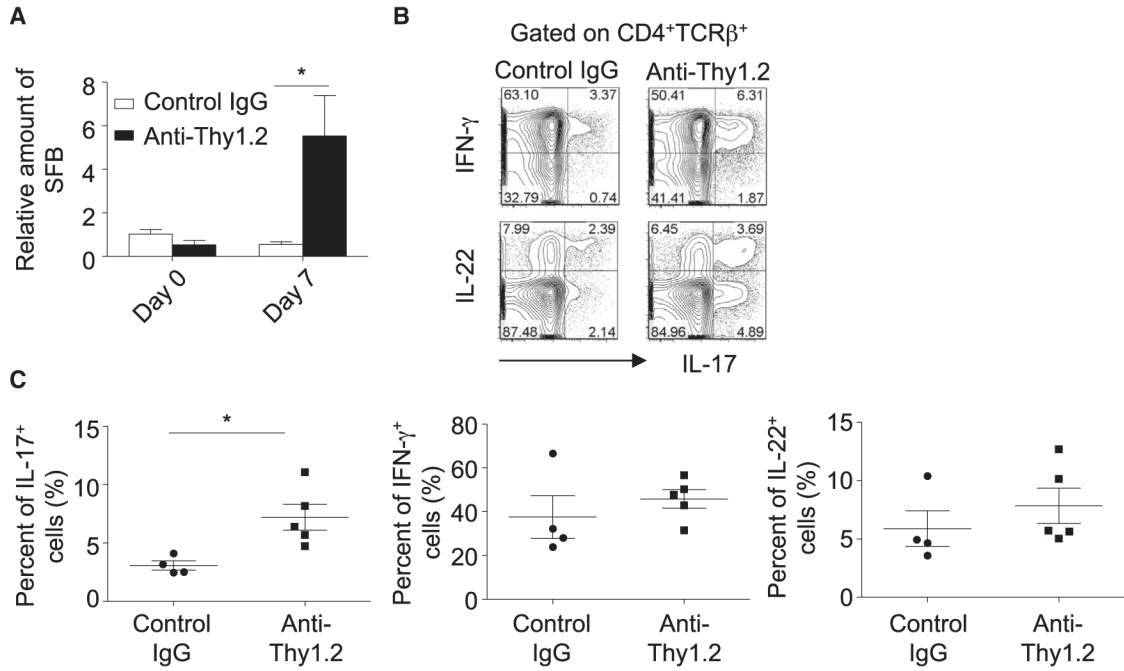 A
Relative amount of
SFB
8
6
4
2
0
Control IgG
Anti-Thy1.2
*
Day 0
Day 7
B
Gated on CD4⁺TCRβ⁺
Control IgG
Anti-Thy1.2
IFN-γ
63.10 3.37
32.79 0.74
50.41 6.31
41.41 1.87
IL-22
7.99 2.39
87.48 2.14
6.45 3.69
84.96 4.89
IL-17
C
Percent of IL-17⁺
cells (%)
15
10
5
0
*
Control
IgG
Anti-
Thy1.2
Percent of IFN-γ⁺
cells (%)
80
60
40
20
0
Control
IgG
Anti-
Thy1.2
Percent of IL-22⁺
cells (%)
15
10
5
0
Control
IgG
Anti-
Thy1.2